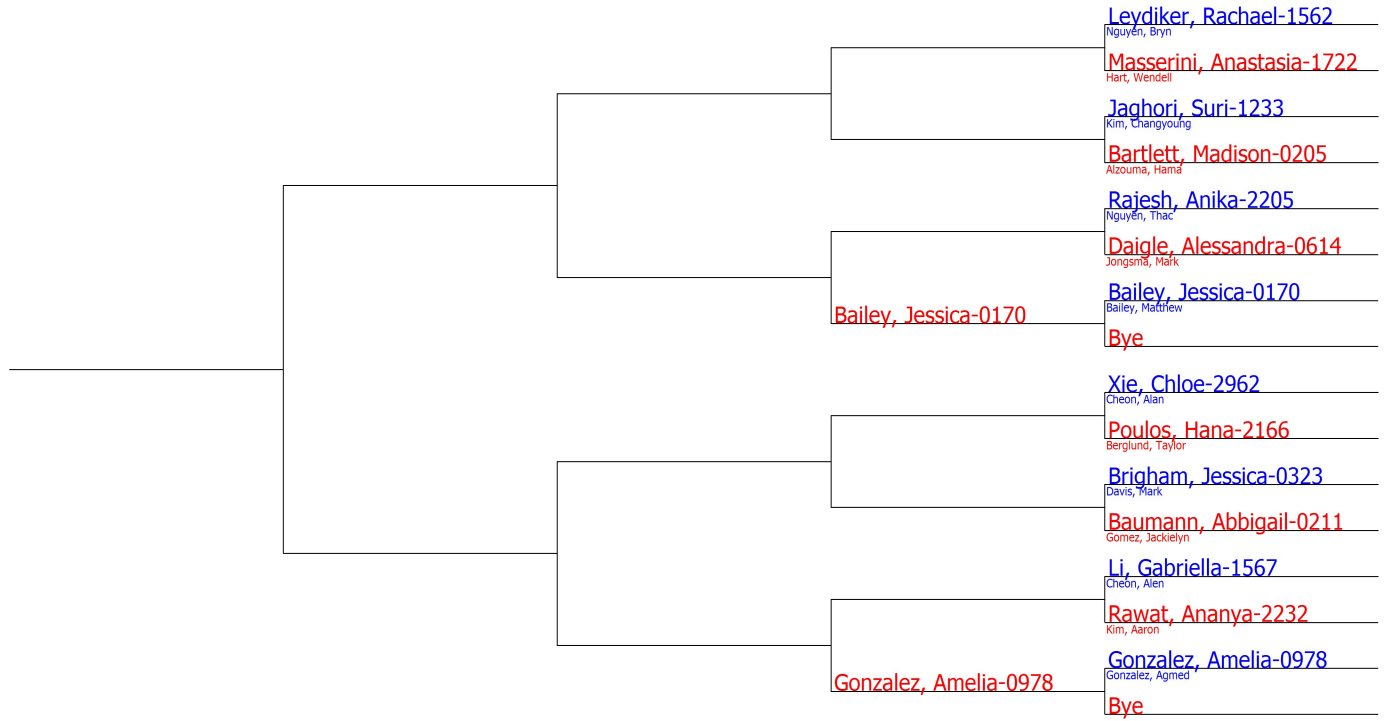 Leydiker, Rachael-1562
Nguyen, Bryn
Masserini, Anastasia-1722
Hart, Wendell
Jaghori, Suri-1233
Kim, Changyoung
Bartlett, Madison-0205
Alzouma, Hama
Rajesh, Anika-2205
Nguyen, Thac
Daigle, Alessandra-0614
Jongsma, Mark
Bailey, Jessica-0170
Bailey, Matthew
Bailey, Jessica-0170
Bye
Xie, Chloe-2962
Cheon, Alan
Poulos, Hana-2166
Berglund, Taylor
Brigham, Jessica-0323
Davis, Mark
Baumann, Abbigail-0211
Gomez, Jackielyn
Li, Gabriella-1567
Cheon, Alen
Rawat, Ananya-2232
Kim, Aaron
Gonzalez, Amelia-0978
Gonzalez, Agmed
Gonzalez, Amelia-0978
Bye